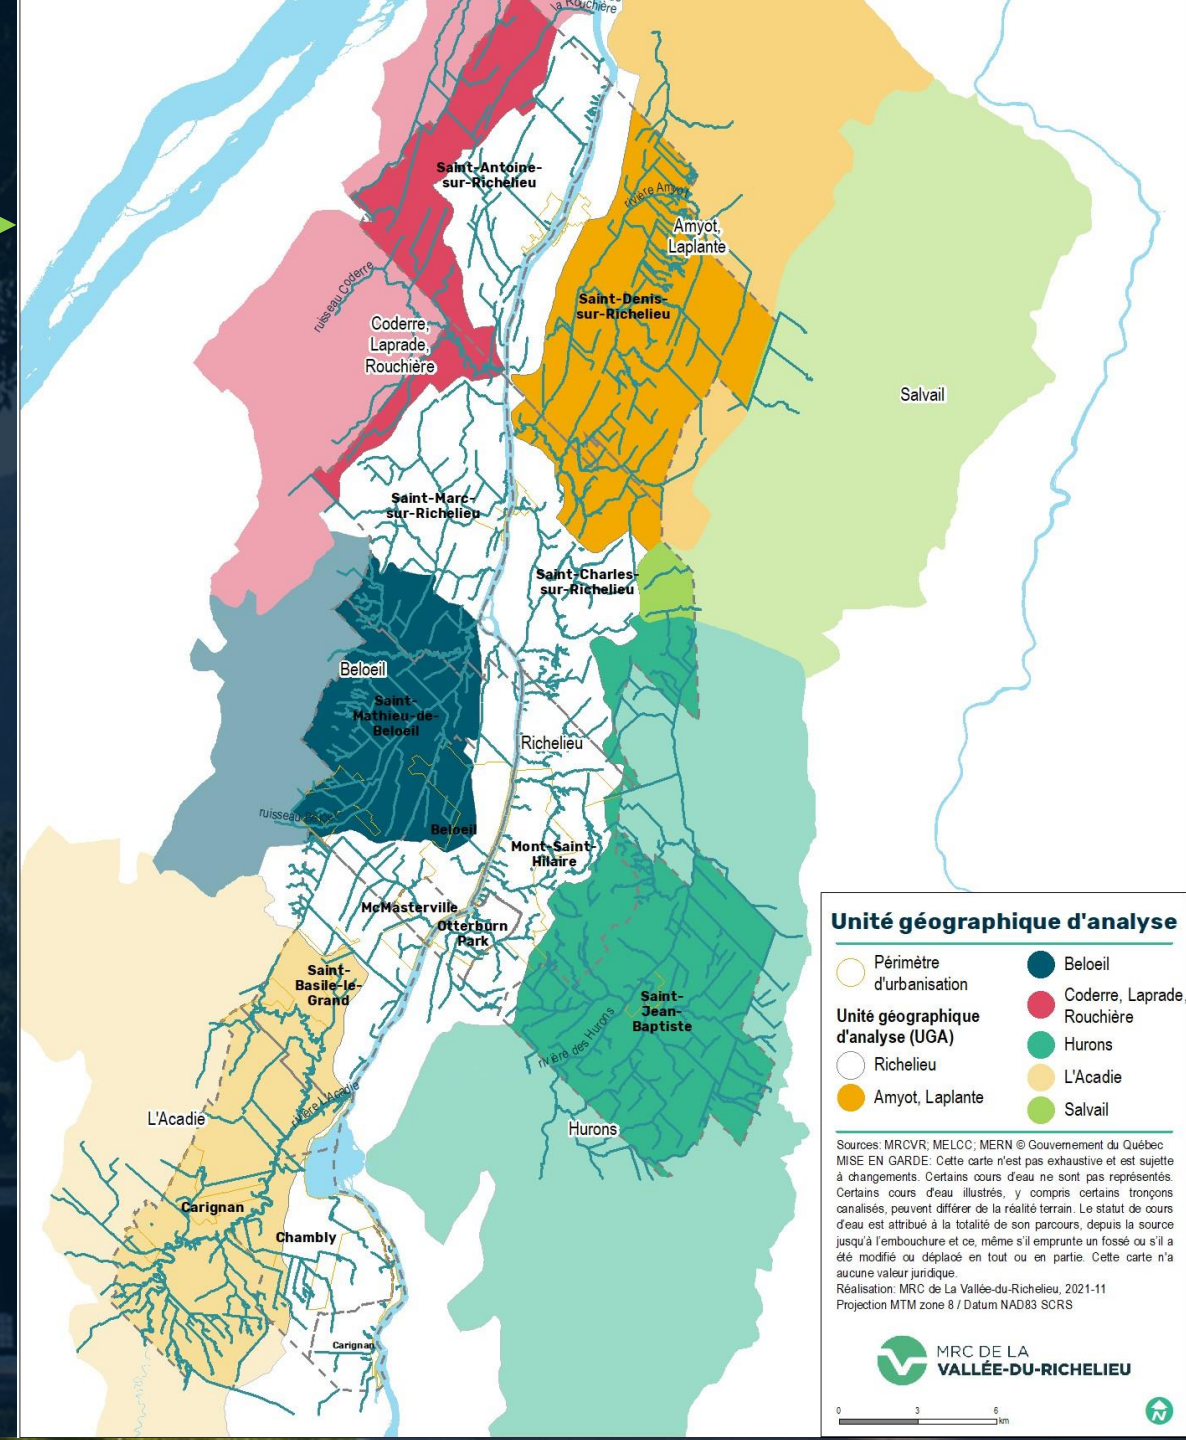 la Rouchière
Saint-Antoine-
sur-Richelieu
rivière Amyot
Amyot,
Laplante
ruisseau Coderre
Saint-Denis-
sur-Richelieu
Coderre,
Laprade,
Rouchière
Salvail
Saint-Marc-
sur-Richelieu
Saint-Charles-
sur-Richelieu
Beloeil
Saint-
Mathieu-de-
Beloeil
Richelieu
ruisseau Beloeil
Beloeil
Mont-Saint-
Hilaire
McMasterville
Otterburn
Park
Saint-
Basile-le-
Grand
Saint-
Jean-
Baptiste
rivière des Hurons
rivière L'Acadie
L'Acadie
Hurons
Carignan
Chambly
Carignan
Unité géographique d'analyse
Périmètre
d'urbanisation
Unité géographique
d'analyse (UGA)
Richelieu
Amyot, Laplante
Beloeil
Coderre, Laprade,
Rouchière
Hurons
L'Acadie
Salvail
Sources: MRCVR; MELCC; MERN © Gouvernement du Québec
MISE EN GARDE: Cette carte n'est pas exhaustive et est sujette
à changements. Certains cours d'eau ne sont pas représentés.
Certains cours d'eau illustrés, y compris certains tronçons
canalisés, peuvent différer de la réalité terrain. Le statut de cours
d'eau est attribué à la totalité de son parcours, depuis la source
jusqu'à l'embouchure et ce, même s'il emprunte un fossé ou s'il a
été modifié ou déplacé en tout ou en partie. Cette carte n'a
aucune valeur juridique.
Réalisation: MRC de La Vallée-du-Richelieu, 2021-11
Projection MTM zone 8 / Datum NAD83 SCRS
MRC DE LA
VALLÉE-DU-RICHELIEU
0 3 6
km
N